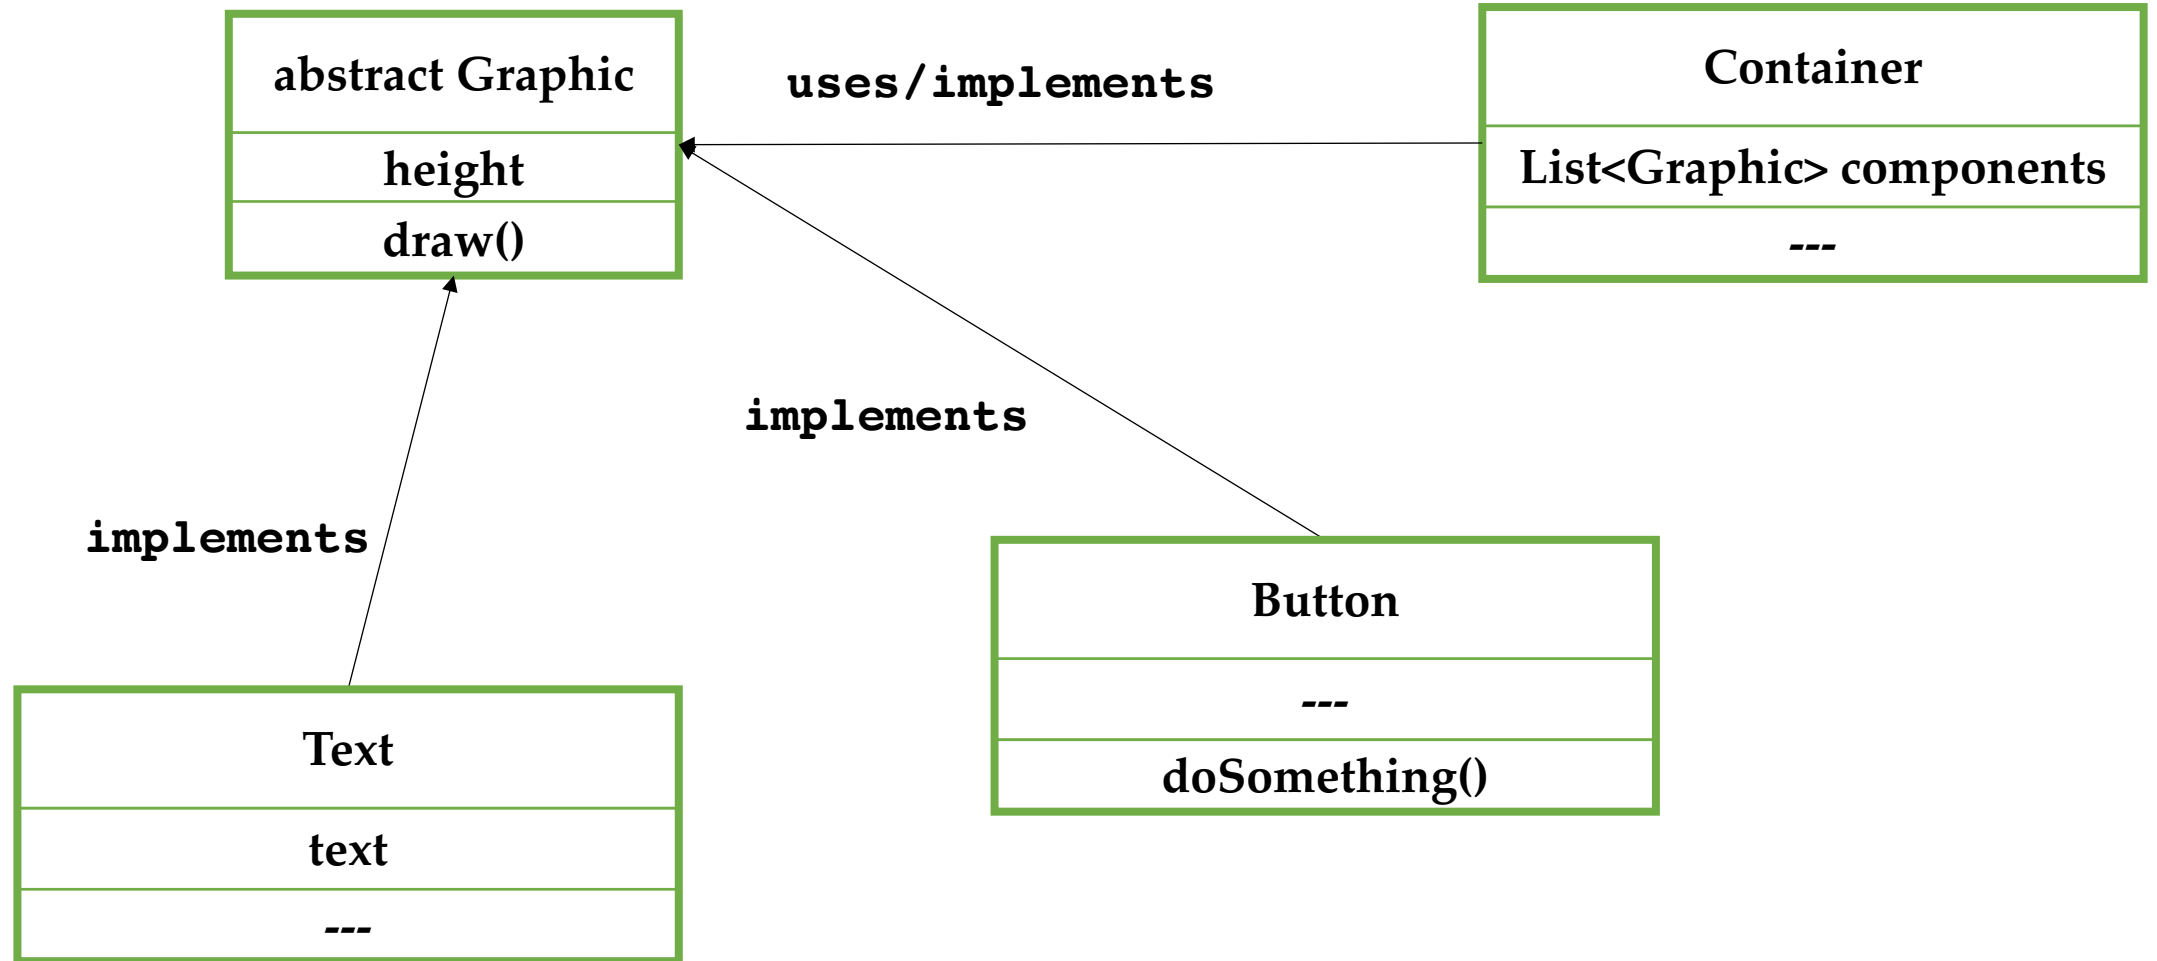 abstract Graphic
height
draw()
uses/implements
Container
List<Graphic> components
---
implements
implements
Button
---
doSomething()
Text
text
---